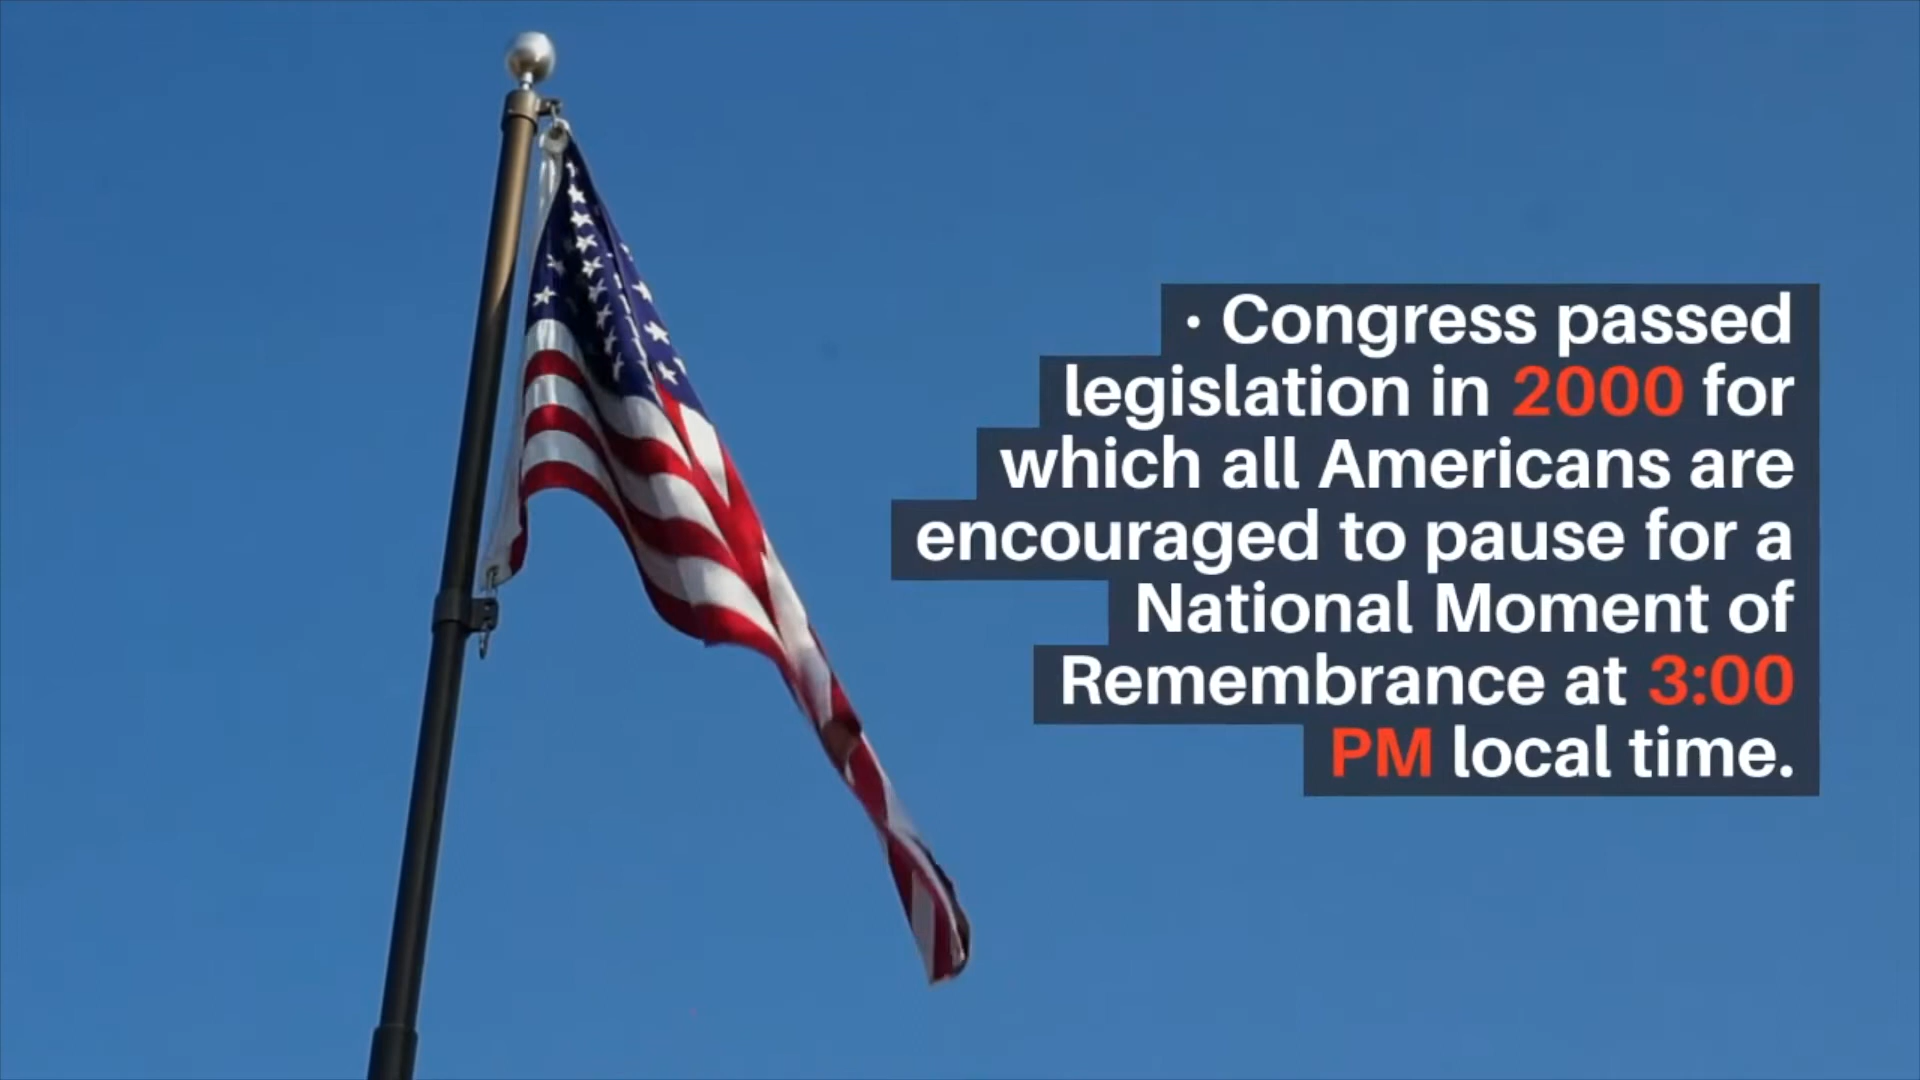 • Congress passed
legislation in 2000 for
which all Americans are
encouraged to pause for a
National Moment of
Remembrance at 3:00
PM local time.